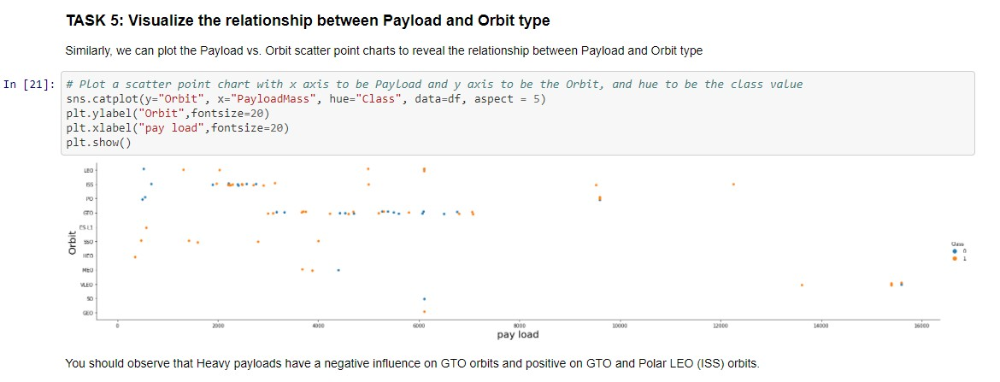 TASK 5: Visualize the relationship between Payload and Orbit type
Similarly, we can plot the Payload vs. Orbit scatter point charts to reveal the relationship between Payload and Orbit type
In [21]:
# Plot a scatter point chart with x axis to be Payload and y axis to be the Orbit, and hue to be the class value
sns.catplot(y="Orbit", x="PayloadMass", hue="Class", data=df, aspect = 5)
plt.ylabel("Orbit",fontsize=20)
plt.xlabel("pay load",fontsize=20)
plt.show()
LEO
ISS
PO
GTO
ES-L1
SSO
HEO
MEO
VLEO
SO
GEO
Orbit
Class
0
1
0 2000 4000 6000 8000 10000 12000 14000 16000
pay load
You should observe that Heavy payloads have a negative influence on GTO orbits and positive on GTO and Polar LEO (ISS) orbits.